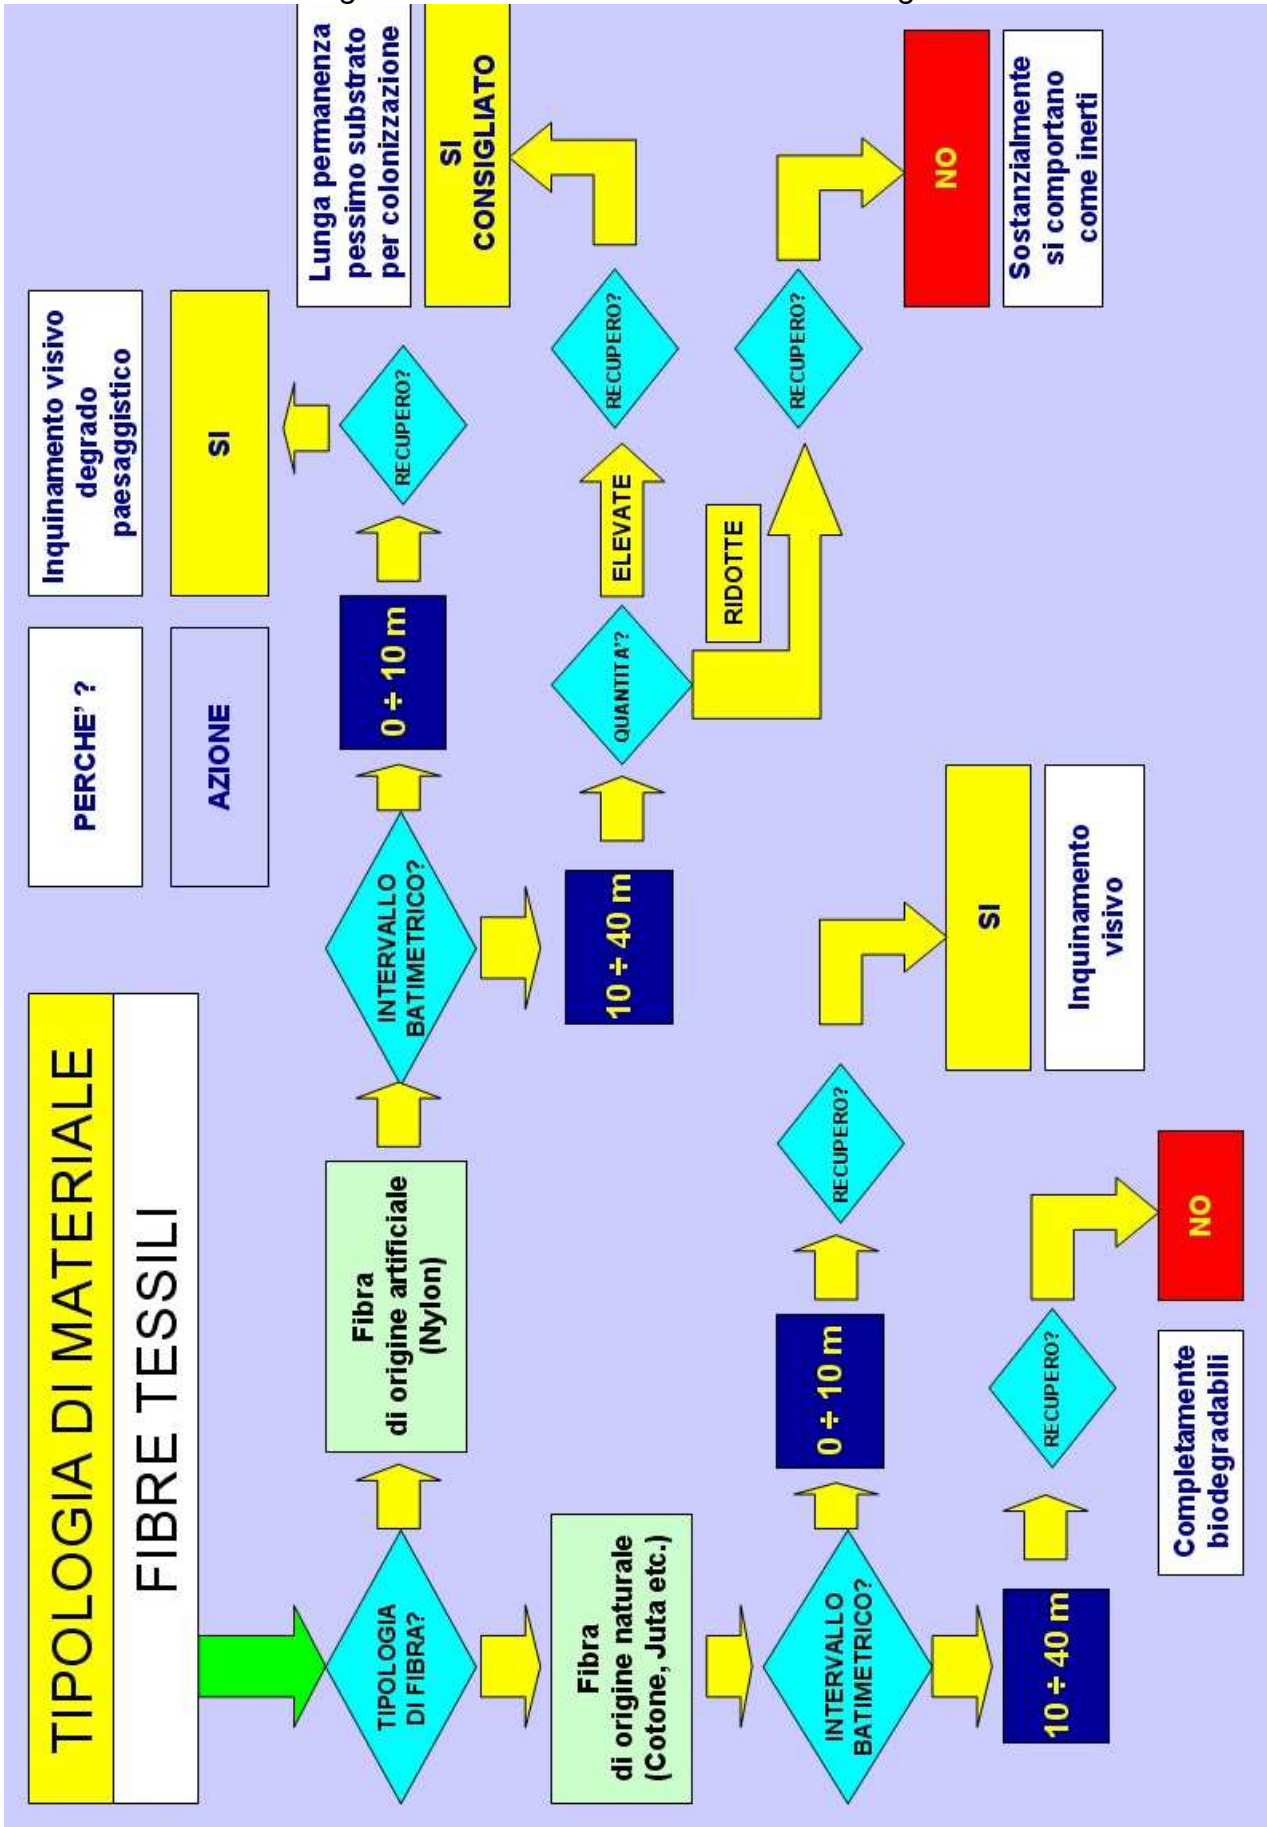 TIPOLOGIA DI MATERIALE
FIBRE TESSILI
PERCHE' ?
AZIONE
Inquinamento visivo
degrado
paesaggistico
SI
TIPOLOGIA
DI FIBRA?
Fibra
di origine artificiale
(Nylon)
INTERVALLO
BATIMETRICO?
0 ÷ 10 m
RECUPERO?
Lunga permanenza
pessimo substrato
per colonizzazione
SI
CONSIGLIATO
10 ÷ 40 m
QUANTITA'?
ELEVATE
RECUPERO?
RIDOTTE
RECUPERO?
NO
Sostanzialmente
si comportano
come inerti
Fibra
di origine naturale
(Cotone, Juta etc.)
INTERVALLO
BATIMETRICO?
0 ÷ 10 m
RECUPERO?
SI
Inquinamento
visivo
10 ÷ 40 m
RECUPERO?
NO
Completamente
biodegradabili